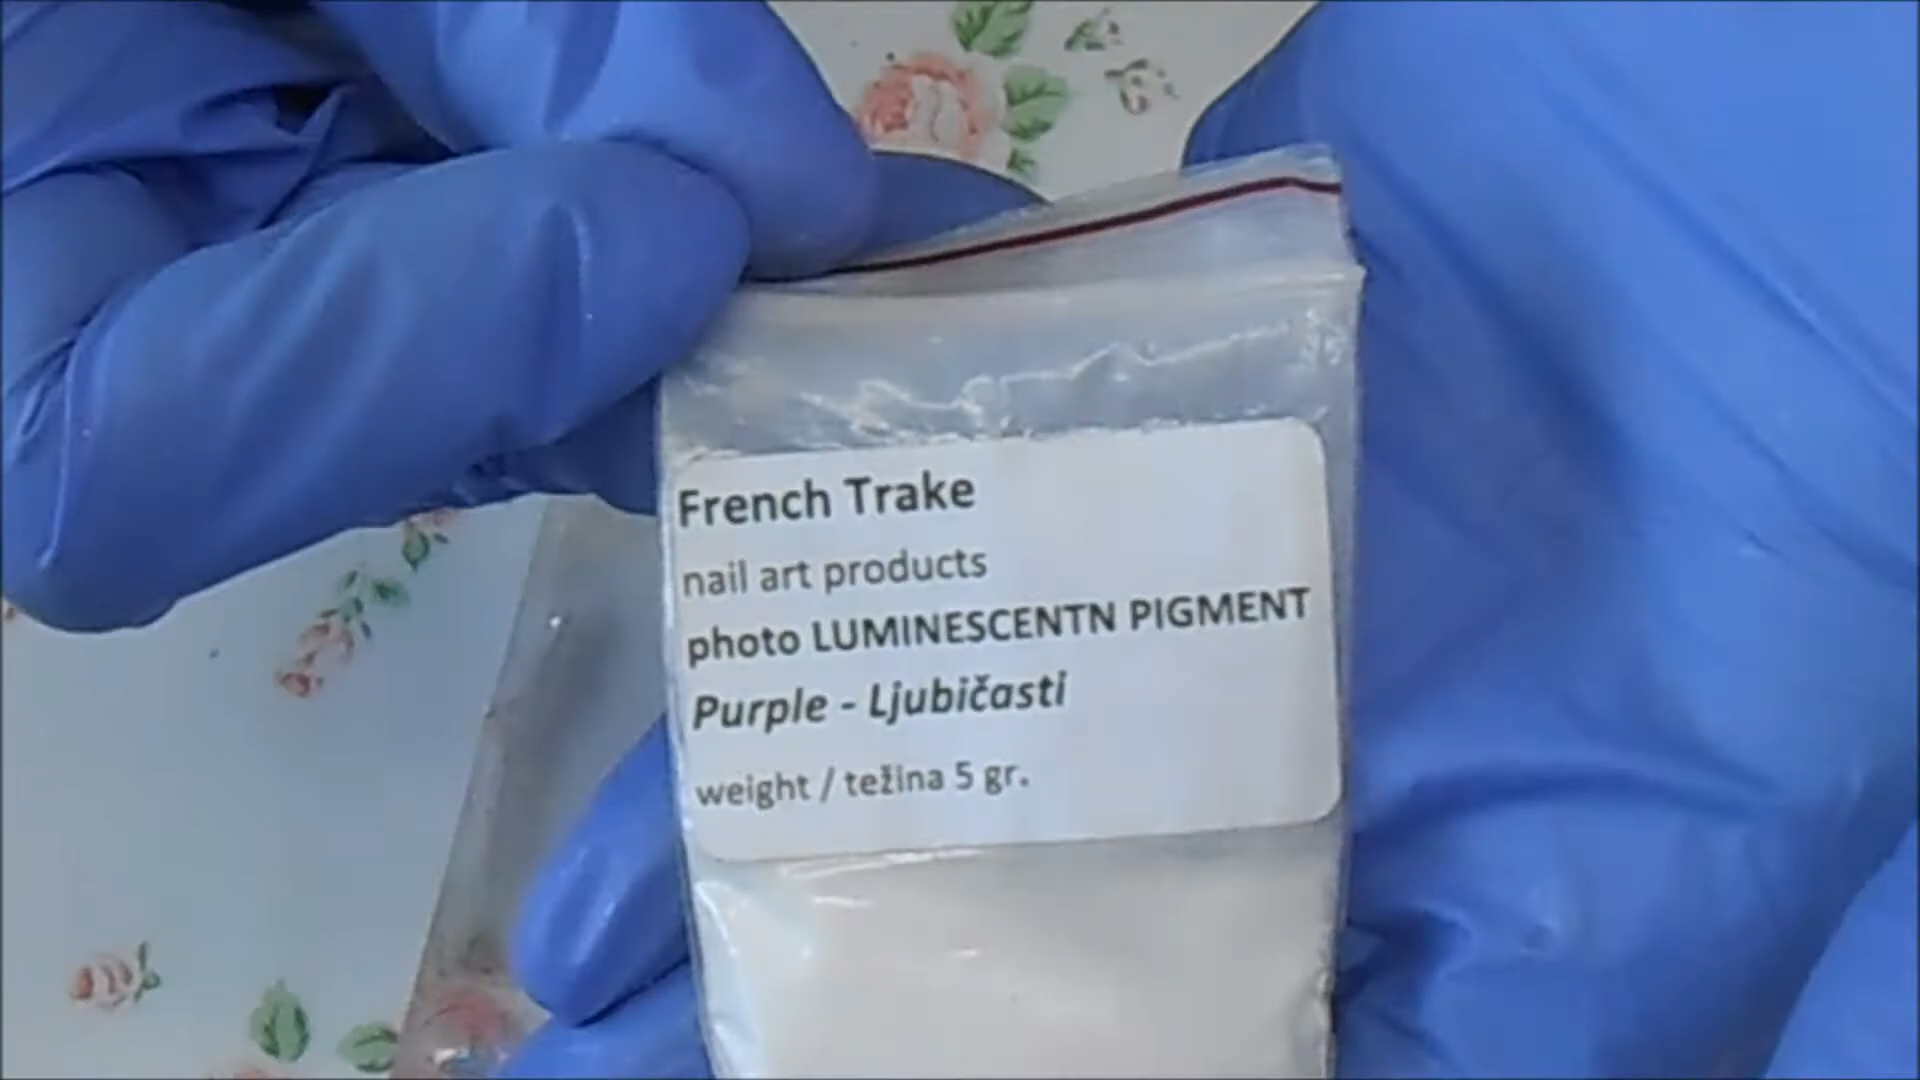 French Trake
nail art products
photo LUMINESCENTN PIGMENT
Purple - Ljubičasti
weight / težina 5 gr.